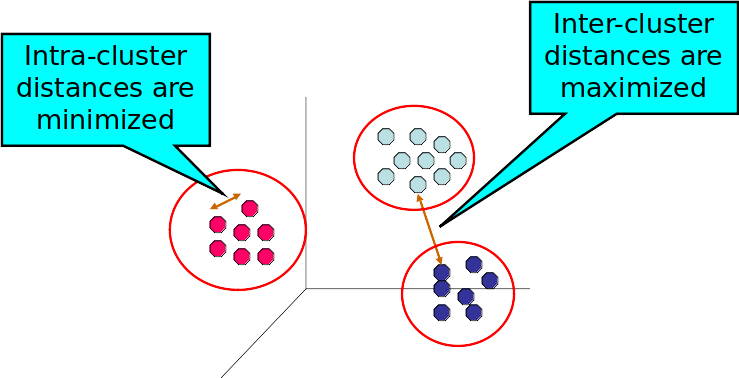 Intra-cluster
distances are
minimized
Inter-cluster
distances are
maximized